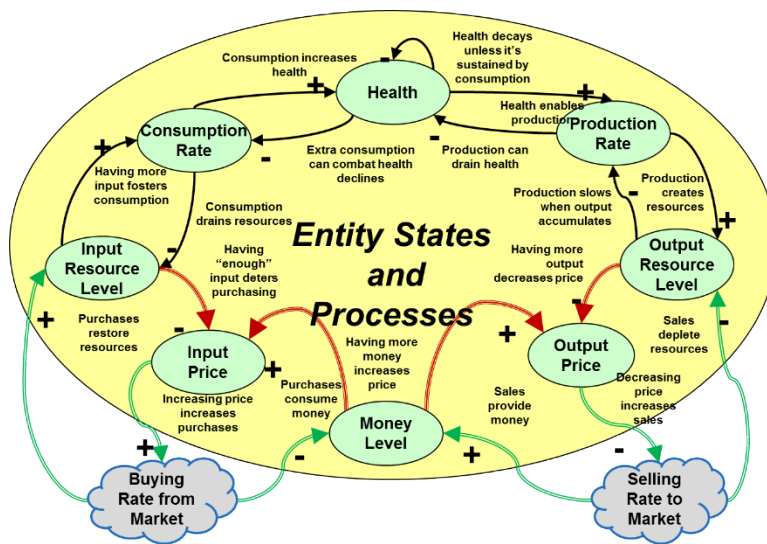 Consumption increases
health
Health decays
unless it's
sustained by
consumption
-
+
+
Health
Health enables
production
Consumption
Rate
Production
Rate
+
-
-
Having more
input fosters
consumption
Extra consumption
can combat health
declines
Production can
drain health
Consumption
drains resources
Production slows
when output
accumulates
-
Production
creates
resources
+
-
Input
Resource
Level
Having
“enough”
input deters
purchasing
Entity States
and
Processes
Having more
output
decreases price
Output
Resource
Level
+
Purchases
restore
resources
-
Input
Price
+
Having more
money
increases
price
+
-
Output
Price
Sales
deplete
resources
-
Increasing price
increases
purchases
Purchases
consume
money
Money
Level
Sales
provide
money
Decreasing
price
increases
sales
+
-
+
-
Buying
Rate from
Market
Selling
Rate to
Market